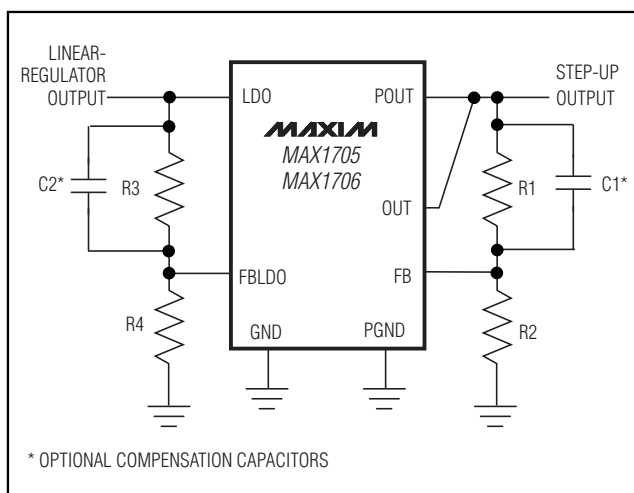 LINEAR-
REGULATOR
OUTPUT
LDO
POUT
STEP-UP
OUTPUT
MAXIM
MAX1705
MAX1706
C2*
R3
OUT
R1
C1*
FBLDO
FB
R4
GND
PGND
R2
* OPTIONAL COMPENSATION CAPACITORS